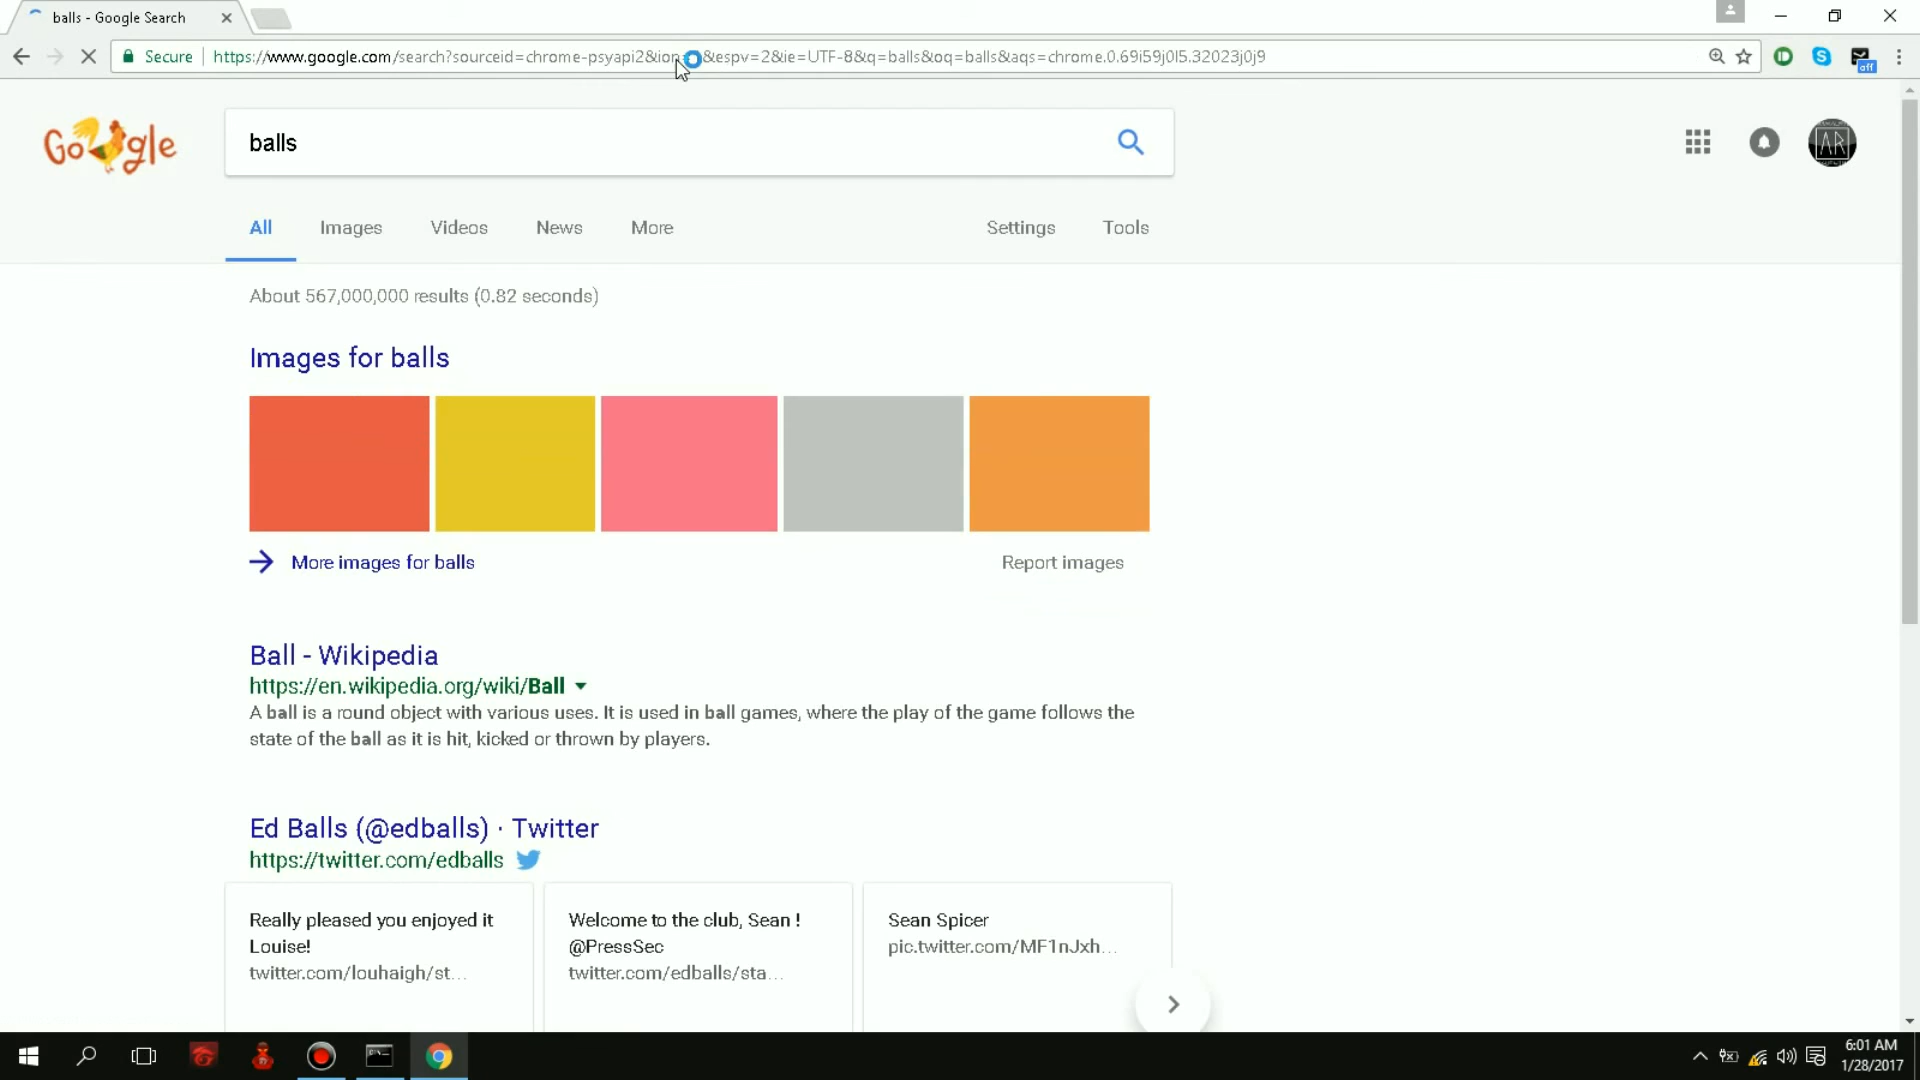 balls - Google Search
Secure
https://www.google.com/search?sourceid=chrome-psyapi2&ion &espv=2&ie=UTF-8&q=balls&oq=balls&aqs=chrome.0.69i59j0l5.32023j0j9
off
Google
balls
AR
All
Images
Videos
News
More
Settings
Tools
About 567,000,000 results (0.82 seconds)
Images for balls
More images for balls
Report images
Ball - Wikipedia
https://en.wikipedia.org/wiki/Ball
A ball is a round object with various uses. It is used in ball games, where the play of the game follows the
state of the ball as it is hit, kicked or thrown by players.
Ed Balls (@edballs) · Twitter
https://twitter.com/edballs
Really pleased you enjoyed it
Louise!
twitter.com/louhaigh/st...
Welcome to the club, Sean !
@PressSec
twitter.com/edballs/sta...
Sean Spicer
pic.twitter.com/MF1nJxh...
6:01 AM
1/28/2017